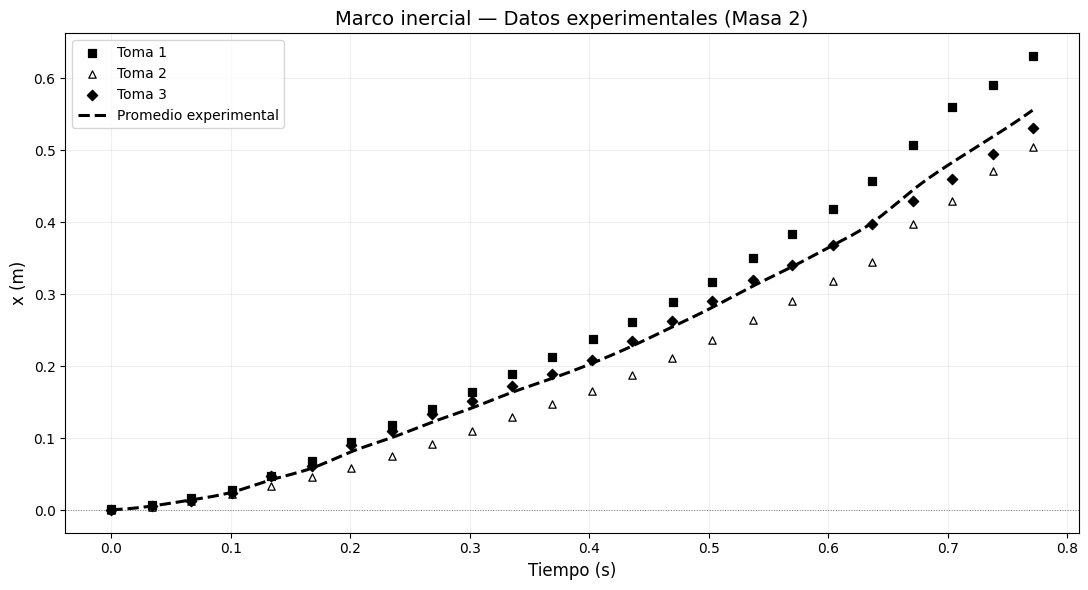 Marco inercial — Datos experimentales (Masa 2)
Toma 1
Toma 2
Toma 3
Promedio experimental
x (m)
0.6
0.5
0.4
0.3
0.2
0.1
0.0
0.0 0.1 0.2 0.3 0.4 0.5 0.6 0.7 0.8
Tiempo (s)